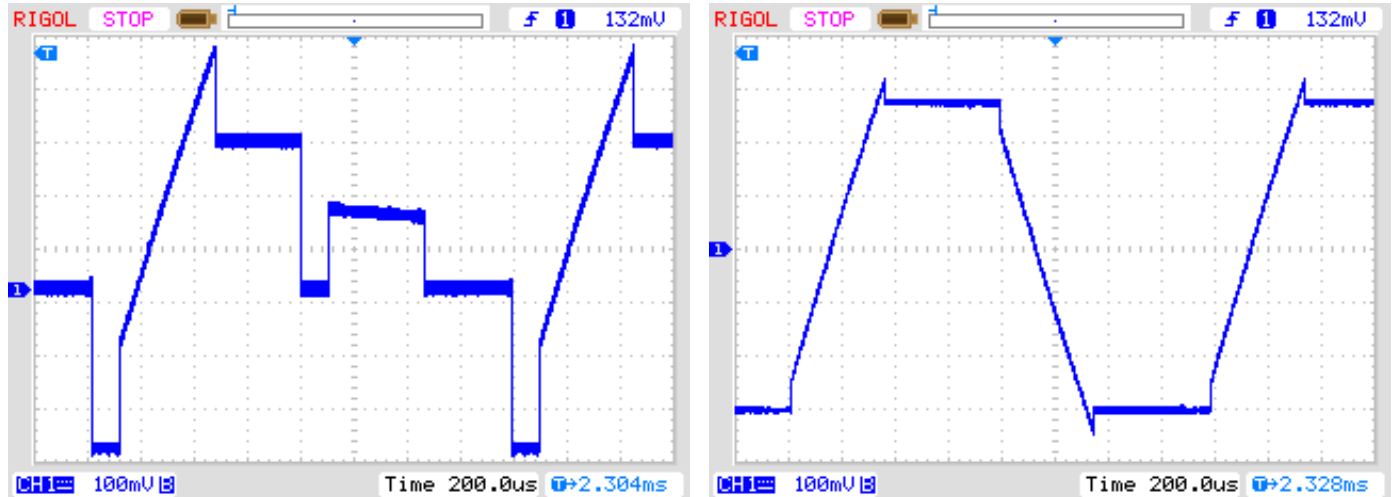 RIGOL STOP 1 132mV
T
1
CH1 100mV B Time 200.0us T→2.304ms
RIGOL STOP 1 132mV
T
1
CH1 100mV B Time 200.0us T→2.328ms